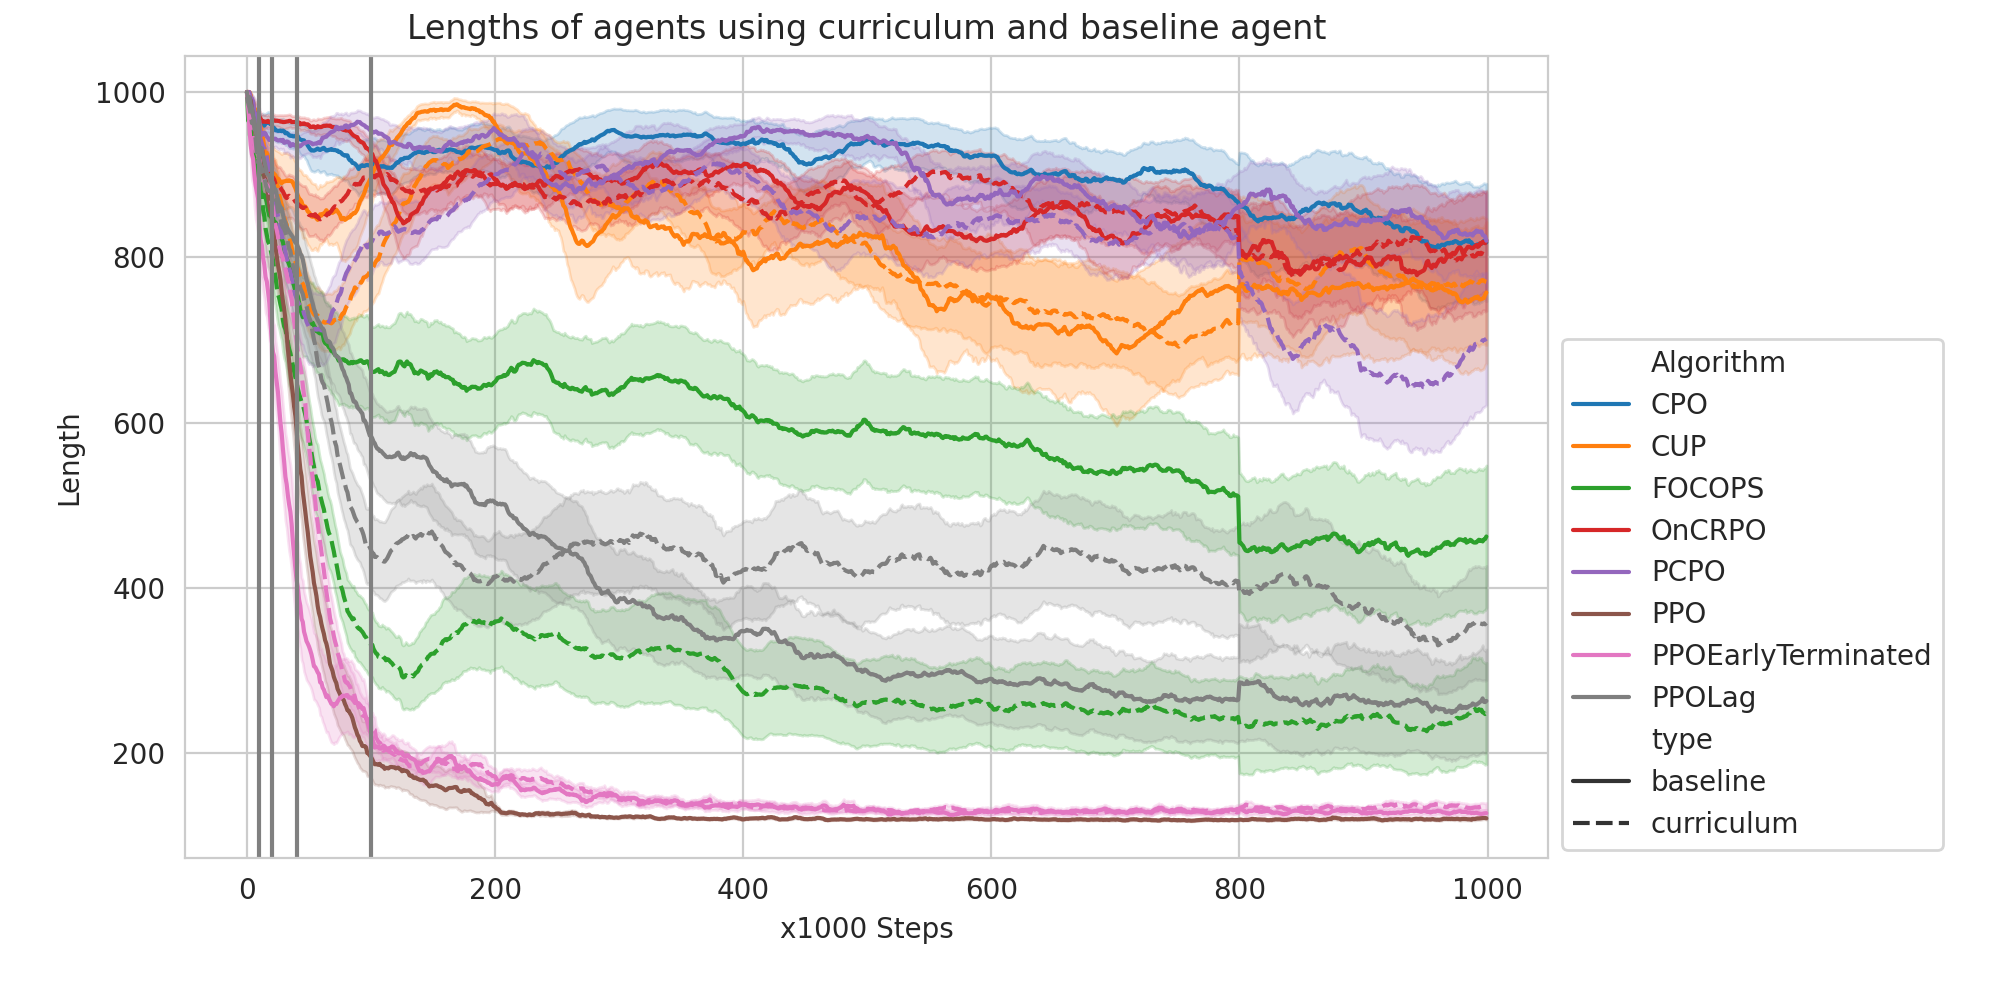 Lengths of agents using curriculum and baseline agent
1000
800
600
400
200
Length
0
200
400
600
800
1000
x1000 Steps
Algorithm
CPO
CUP
FOCOPS
OnCRPO
PCPO
PPO
PPOEarlyTerminated
PPOLag
type
baseline
curriculum